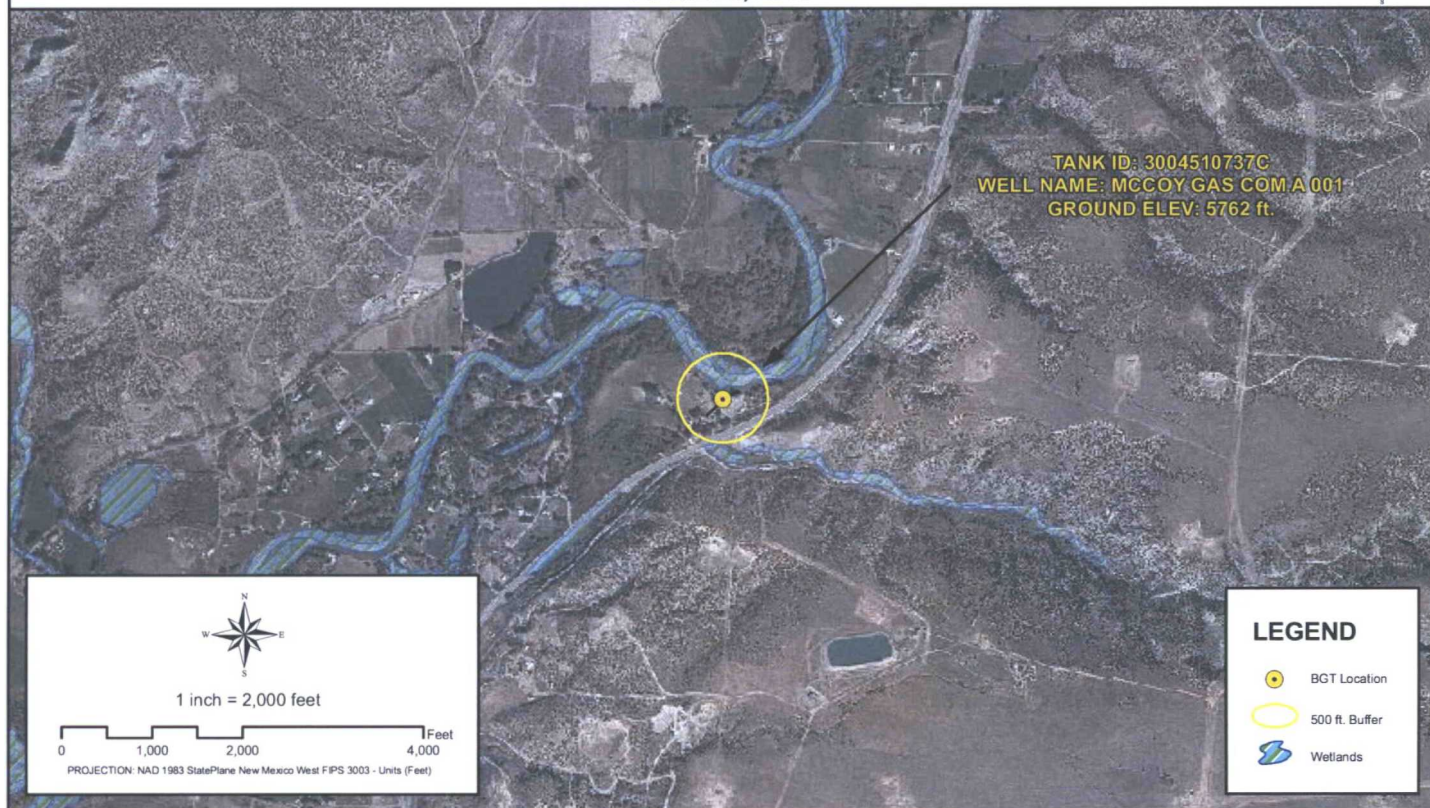 TANK ID: 3004510737C
WELL NAME: MCCOY GAS COM A 001
GROUND ELEV: 5762 ft.
N
W E
S
1 inch = 2,000 feet
Feet
0 1,000 2,000 4,000
PROJECTION: NAD 1983 StatePlane New Mexico West FIPS 3003 - Units (Feet)
LEGEND
BGT Location
500 ft. Buffer
Wetlands